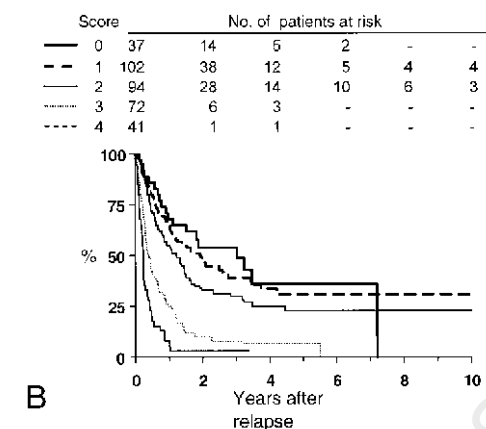 Score No. of patients at risk
0 37 14 5 2 - -
1 102 38 12 5 4 4
2 94 28 14 10 6 3
3 72 6 3 - - -
4 41 1 1 - - -
100
%
50
25
0
0 2 4 6 8 10
Years after
relapse
B